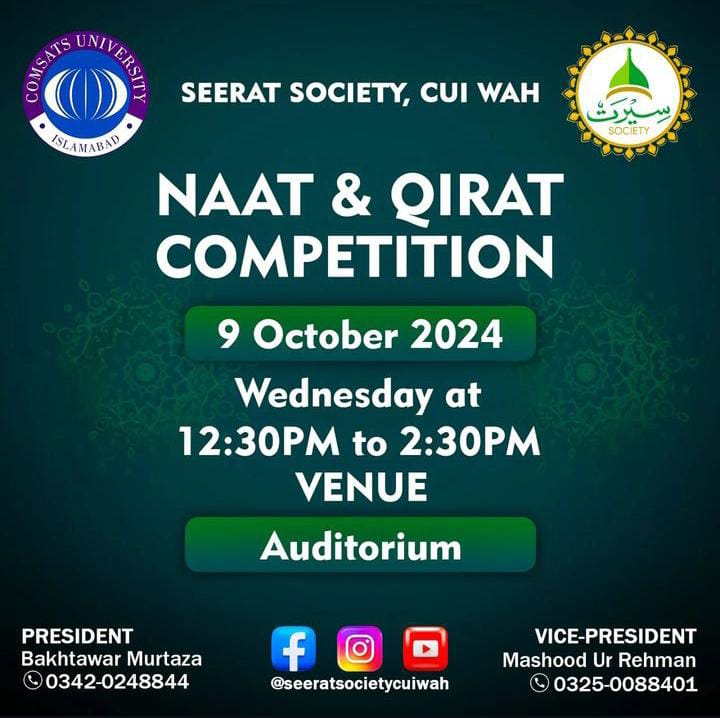 COMSATS UNIVERSITY
ISLAMABAD
SEERAT SOCIETY, CUI WAH
سیرت
SOCIETY
NAAT & QIRAT
COMPETITION
9 October 2024
Wednesday at
12:30PM to 2:30PM
VENUE
Auditorium
PRESIDENT
Bakhtawar Murtaza
0342-0248844
@seeratsocietycuiwah
VICE-PRESIDENT
Mashood Ur Rehman
0325-0088401